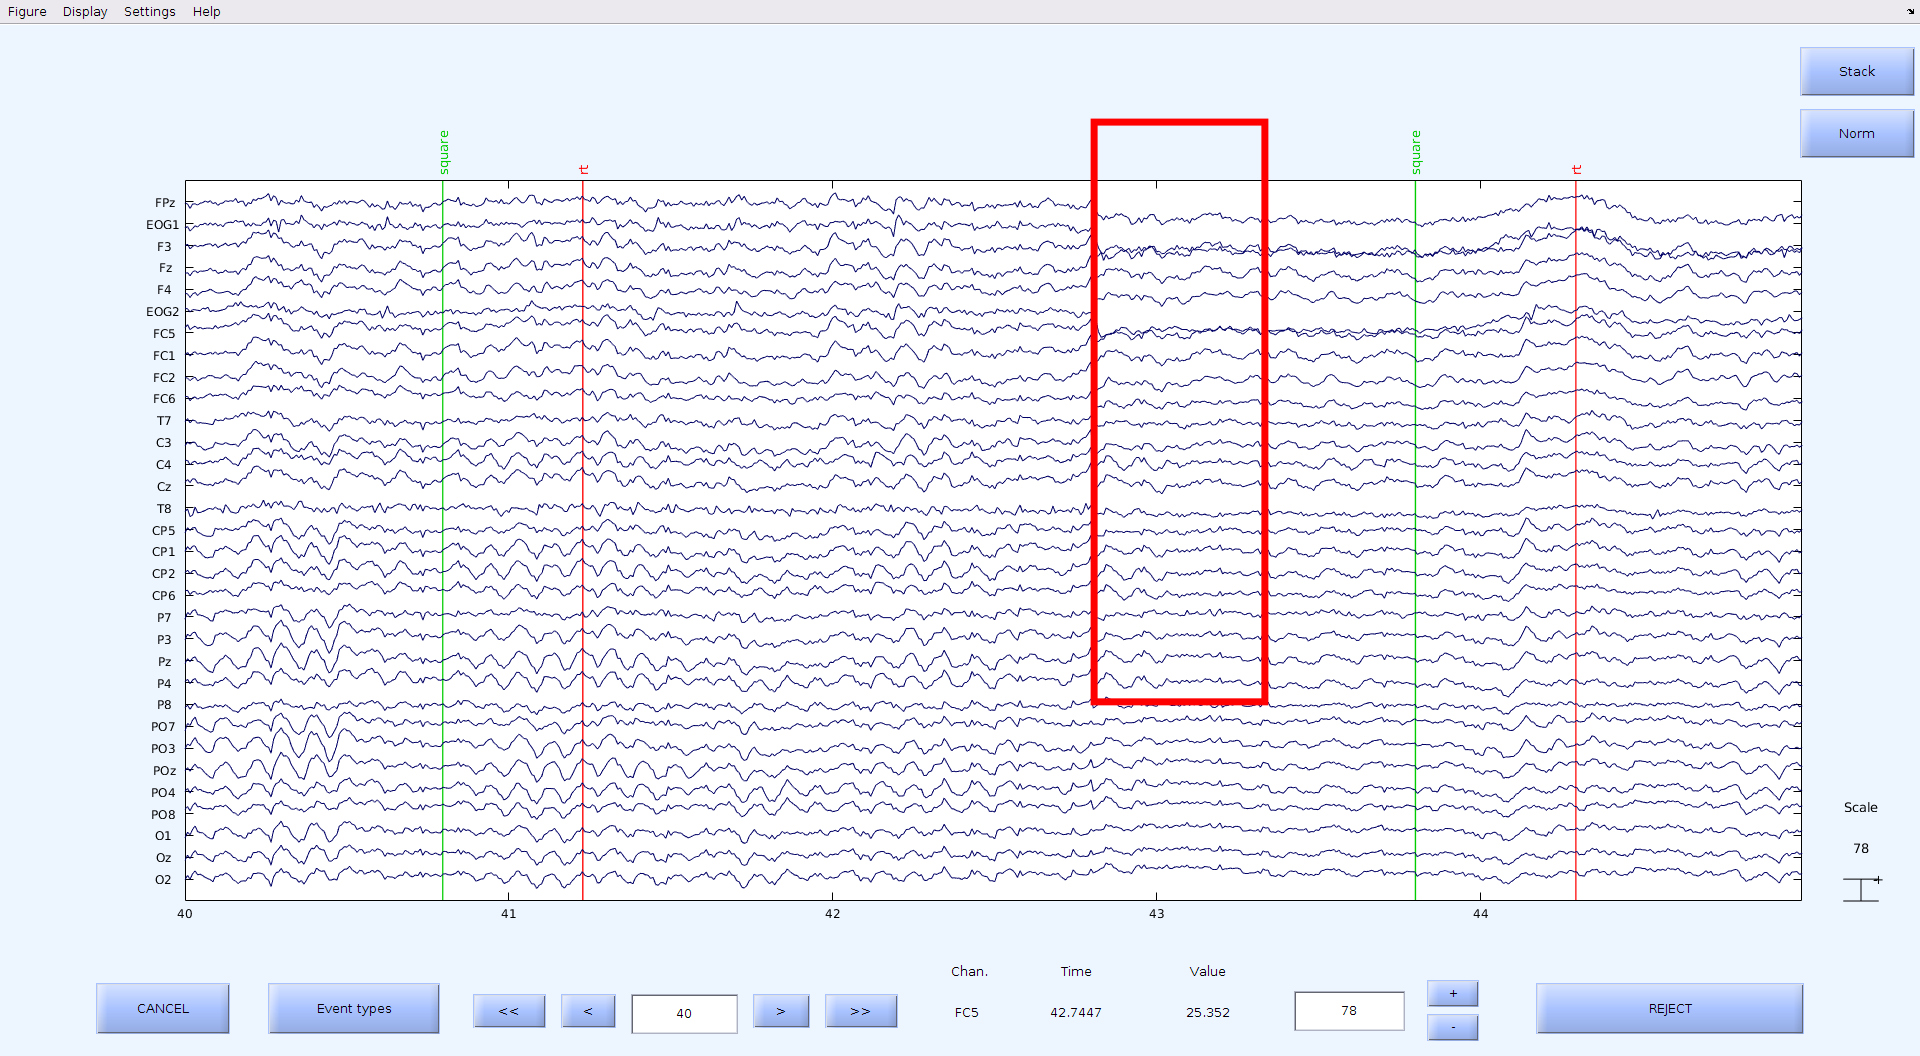 Figure Display Settings Help
Stack
Norm
square
rt
square
rt
FPz
EOG1
F3
Fz
F4
EOG2
FC5
FC1
FC2
FC6
T7
C3
C4
Cz
T8
CP5
CP1
CP2
CP6
P7
P3
Pz
P4
P8
PO7
PO3
POz
PO4
PO8
O1
Oz
O2
40 41 42 43 44
Scale
78
+
Chan. Time Value
CANCEL Event types << < 40 > >> FC5 42.7447 25.352 78 + - REJECT